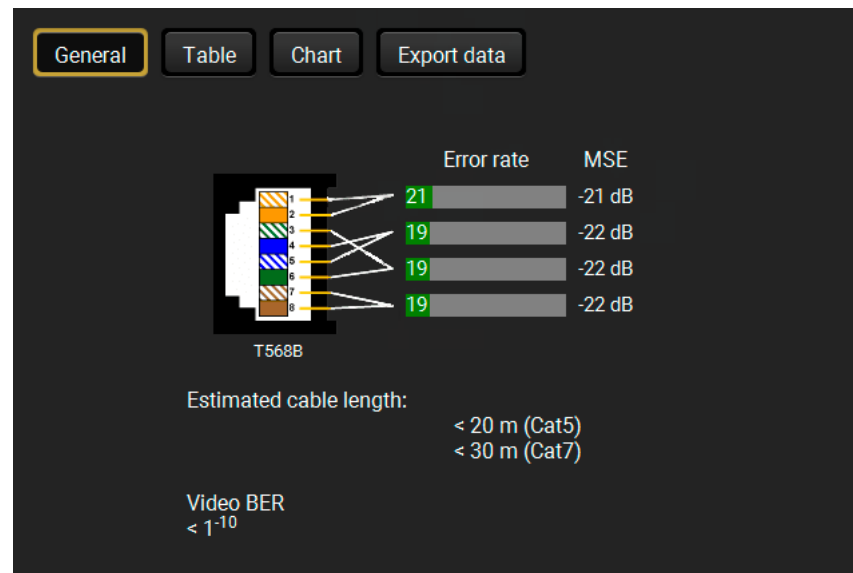 General Table Chart Export data
Error rate MSE
1 21 -21 dB
2
3 19 -22 dB
4
5 19 -22 dB
6
7 19 -22 dB
8
T568B
Estimated cable length:
< 20 m (Cat5)
< 30 m (Cat7)
Video BER
< 1⁻¹⁰